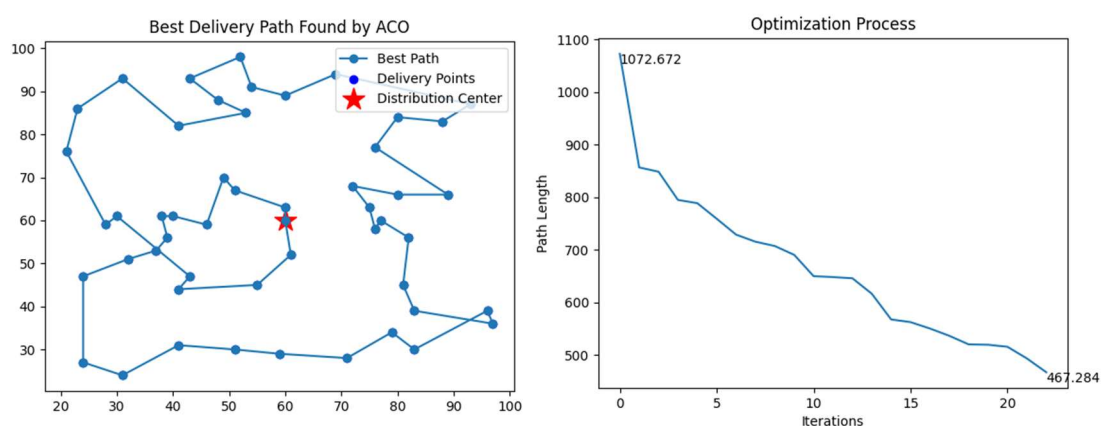 Best Delivery Path Found by ACO
Best Path
Delivery Points
Distribution Center
100
90
80
70
60
50
40
30
20 30 40 50 60 70 80 90 100
Optimization Process
1072.672
467.284
Path Length
1100
1000
900
800
700
600
500
0 5 10 15 20
Iterations